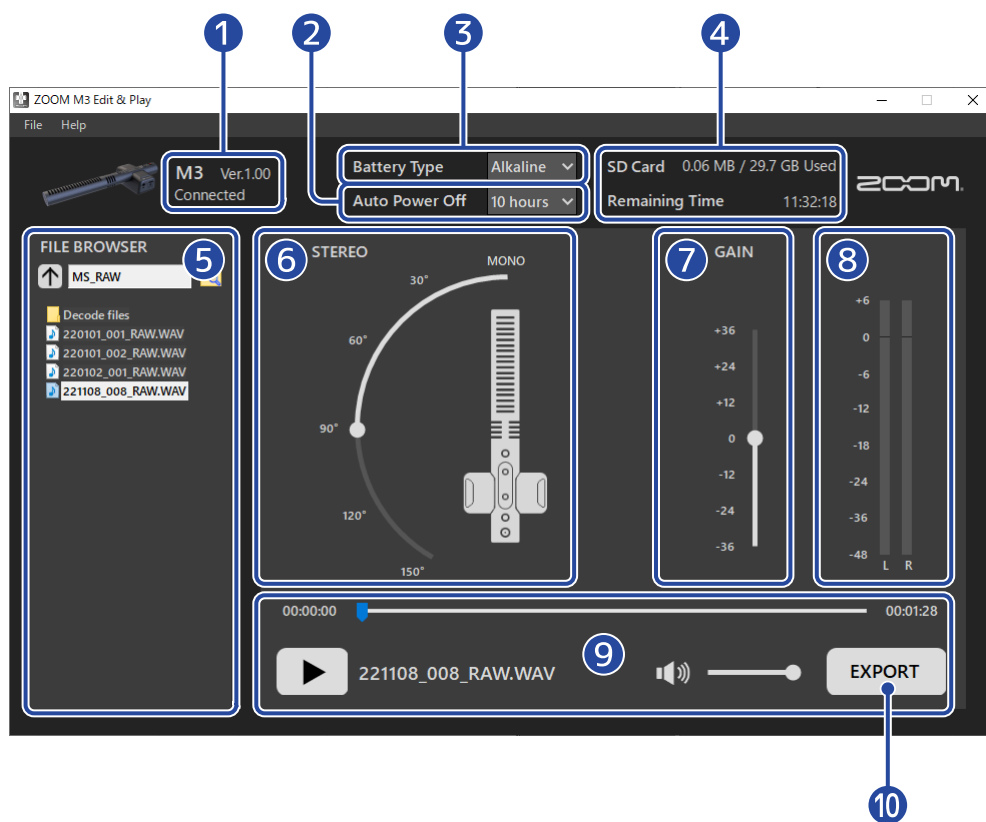 1
2
3
4
ZOOM M3 Edit & Play
File Help
M3 Ver.1.00
Connected
Battery Type Alkaline
Auto Power Off 10 hours
SD Card 0.06 MB / 29.7 GB Used
Remaining Time 11:32:18
ZOOM
FILE BROWSER
5
MS_RAW
Decode files
220101_001_RAW.WAV
220101_002_RAW.WAV
220102_001_RAW.WAV
221108_008_RAW.WAV
6
STEREO
MONO
30°
60°
90°
120°
150°
7
GAIN
+36
+24
+12
0
-12
-24
-36
8
+6
0
-6
-12
-18
-24
-36
-48
L R
00:00:00
00:01:28
9
221108_008_RAW.WAV
EXPORT
10